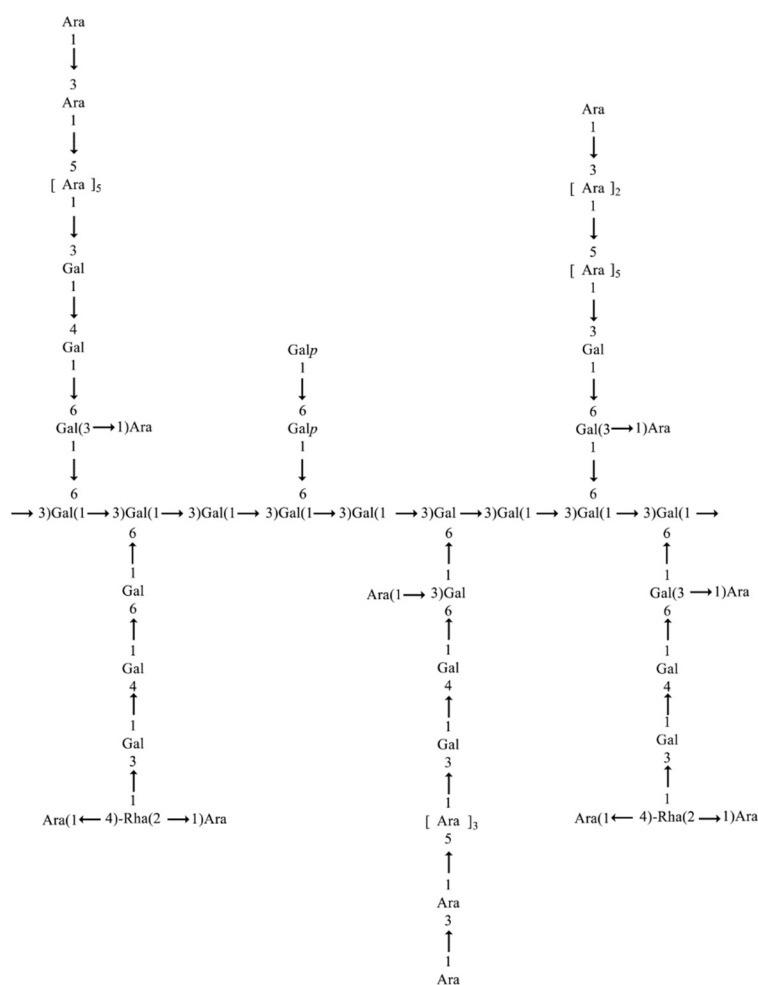 Ara
1
↓
3
Ara
1
↓
5
[ Ara ]₅
1
↓
3
Gal
1
↓
4
Gal
1
↓
6
Gal(3→1)Ara
1
↓
6
Galp
1
↓
6
Galp
1
↓
6
Ara
1
↓
3
[ Ara ]₂
1
↓
5
[ Ara ]₅
1
↓
3
Gal
1
↓
6
Gal(3→1)Ara
1
↓
6
→ 3)Gal(1→ 3)Gal(1→ 3)Gal(1→ 3)Gal(1→ 3)Gal(1 → 3)Gal →3)Gal(1 → 3)Gal(1→ 3)Gal(1 →
6
↑
1
Gal
6
↑
1
Gal
4
↑
1
Gal
3
↑
1
Ara(1← 4)-Rha(2 →1)Ara
6
↑
1
Ara(1→ 3)Gal
6
↑
1
Gal
4
↑
1
Gal
3
↑
1
[ Ara ]₃
5
↑
1
Ara
3
↑
1
Ara
6
↑
1
Gal(3 →1)Ara
6
↑
1
Gal
4
↑
1
Gal
3
↑
1
Ara(1← 4)-Rha(2 →1)Ara